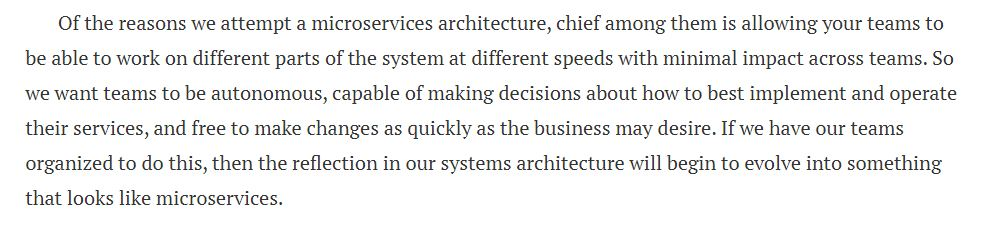 Of the reasons we attempt a microservices architecture, chief among them is allowing your teams to
be able to work on different parts of the system at different speeds with minimal impact across teams. So
we want teams to be autonomous, capable of making decisions about how to best implement and operate
their services, and free to make changes as quickly as the business may desire. If we have our teams
organized to do this, then the reflection in our systems architecture will begin to evolve into something
that looks like microservices.